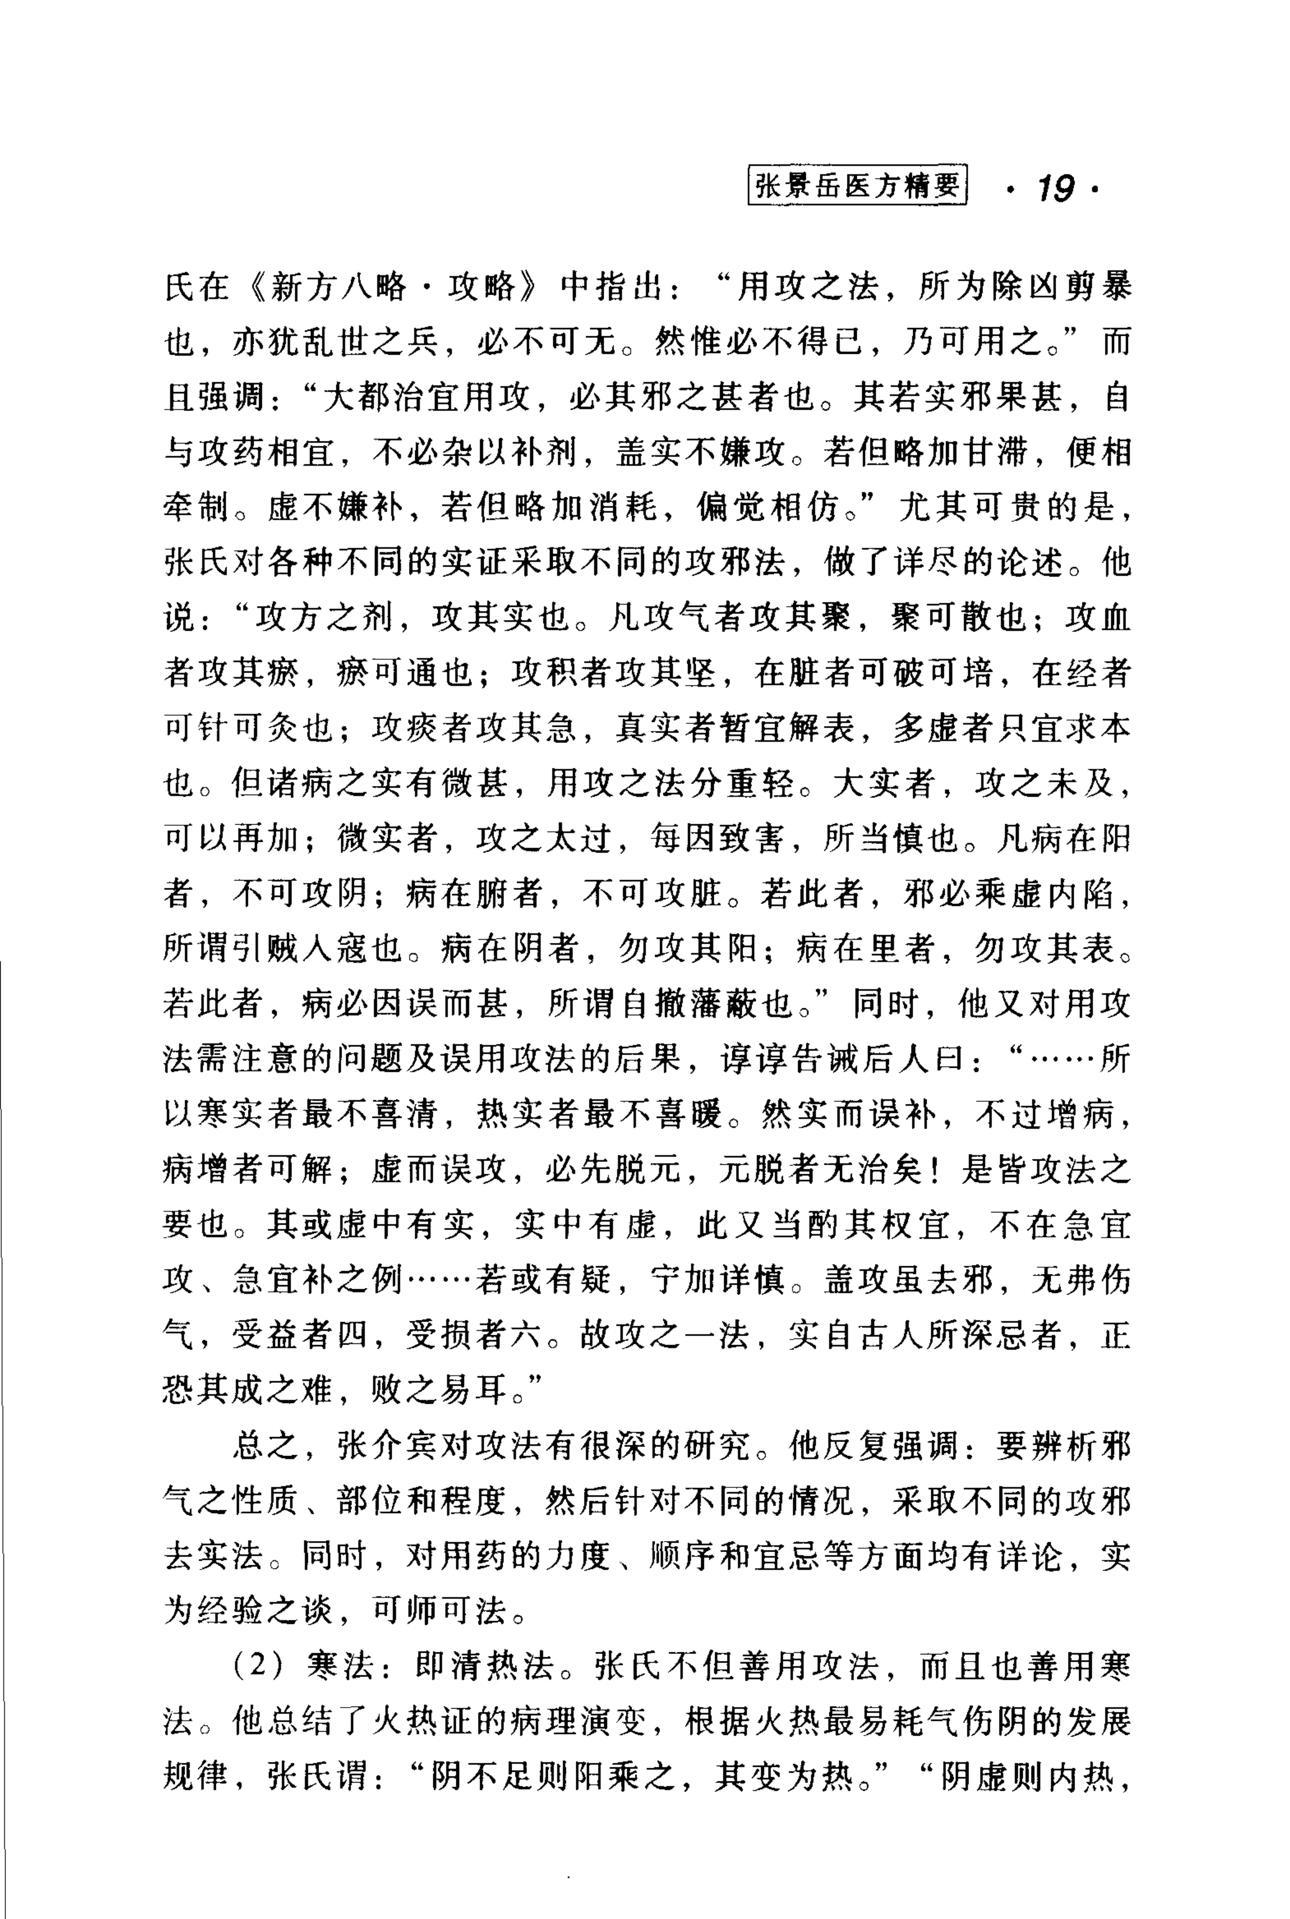 张景岳医方精要 · 19 ·
氏在《新方八略·攻略》中指出：“用攻之法，所为除凶剪暴
也，亦犹乱世之兵，必不可无。然惟必不得已，乃可用之。”而
且强调：“大都治宜用攻，必其邪之甚者也。其若实邪果甚，自
与攻药相宜，不必杂以补剂，盖实不嫌攻。若但略加甘滞，便相
牵制。虚不嫌补，若但略加消耗，偏觉相仿。”尤其可贵的是，
张氏对各种不同的实证采取不同的攻邪法，做了详尽的论述。他
说：“攻方之剂，攻其实也。凡攻气者攻其聚，聚可散也；攻血
者攻其瘀，瘀可通也；攻积者攻其坚，在脏者可破可培，在经者
可针可灸也；攻痰者攻其急，真实者暂宜解表，多虚者只宜求本
也。但诸病之实有微甚，用攻之法分重轻。大实者，攻之未及，
可以再加；微实者，攻之太过，每因致害，所当慎也。凡病在阳
者，不可攻阴；病在腑者，不可攻脏。若此者，邪必乘虚内陷，
所谓引贼人寇也。病在阴者，勿攻其阳；病在里者，勿攻其表。
若此者，病必因误而甚，所谓自撤藩蔽也。”同时，他又对用攻
法需注意的问题及误用攻法的后果，谆谆告诫后人曰：“……所
以寒实者最不喜清，热实者最不喜暖。然实而误补，不过增病，
病增者可解；虚而误攻，必先脱元，元脱者无治矣！是皆攻法之
要也。其或虚中有实，实中有虚，此又当酌其权宜，不在急宜
攻、急宜补之例……若或有疑，宁加详慎。盖攻虽去邪，无弗伤
气，受益者四，受损者六。故攻之一法，实自古人所深忌者，正
恐其成之难，败之易耳。”
总之，张介宾对攻法有很深的研究。他反复强调：要辨析邪
气之性质、部位和程度，然后针对不同的情况，采取不同的攻邪
去实法。同时，对用药的力度、顺序和宜忌等方面均有详论，实
为经验之谈，可师可法。
（2）寒法：即清热法。张氏不但善用攻法，而且也善用寒
法。他总结了火热证的病理演变，根据火热最易耗气伤阴的发展
规律，张氏谓：“阴不足则阳乘之，其变为热。”“阴虚则内热，